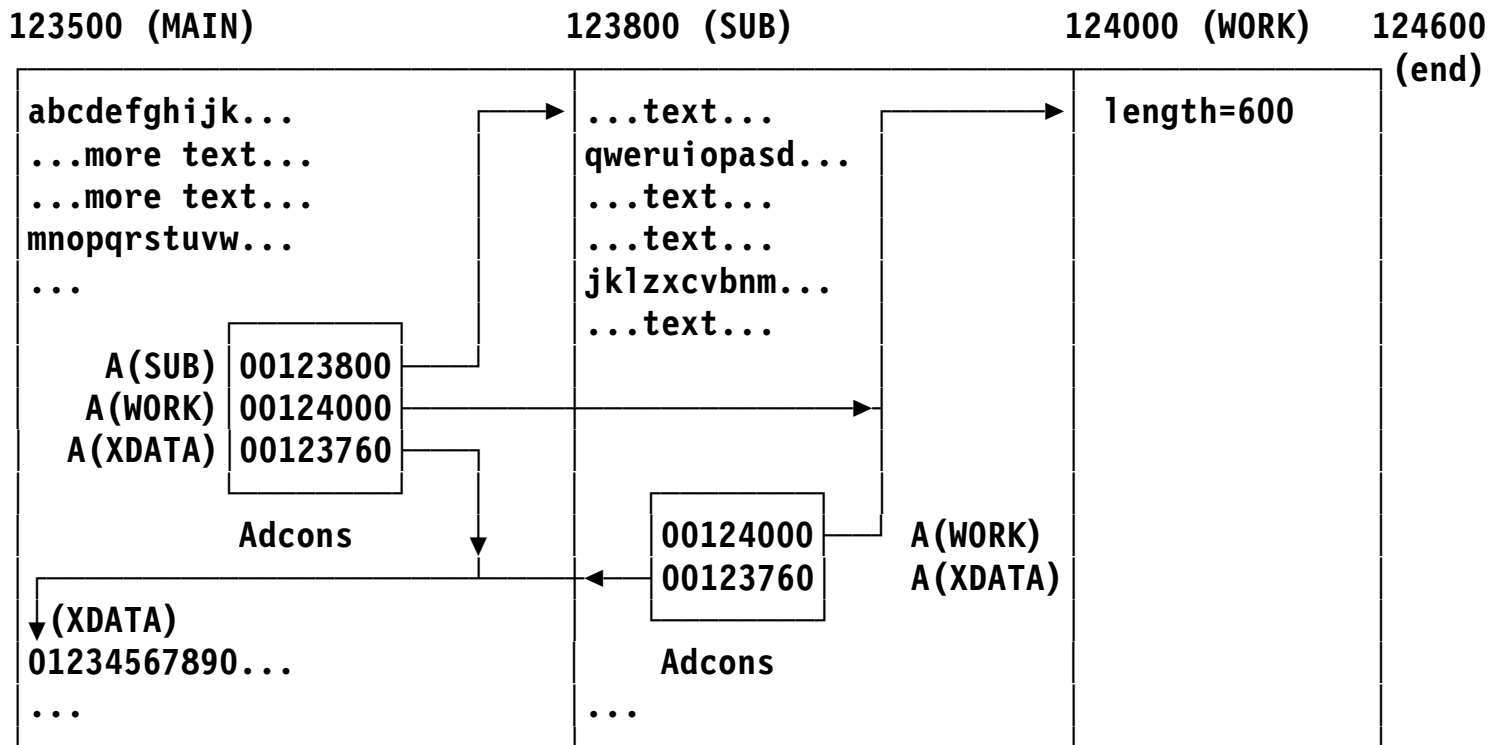 123500 (MAIN) 123800 (SUB) 124000 (WORK) 124600
(end)
abcdefghijk... ...text... length=600
...more text... qweruiopasd...
...more text... ...text...
mnopqrstuvw... ...text...
... jklzxcvbnm...
...text...
A(SUB) 00123800
A(WORK) 00124000
A(XDATA) 00123760
Adcons 00124000 A(WORK)
00123760 A(XDATA)
(XDATA)
01234567890... Adcons
... ...